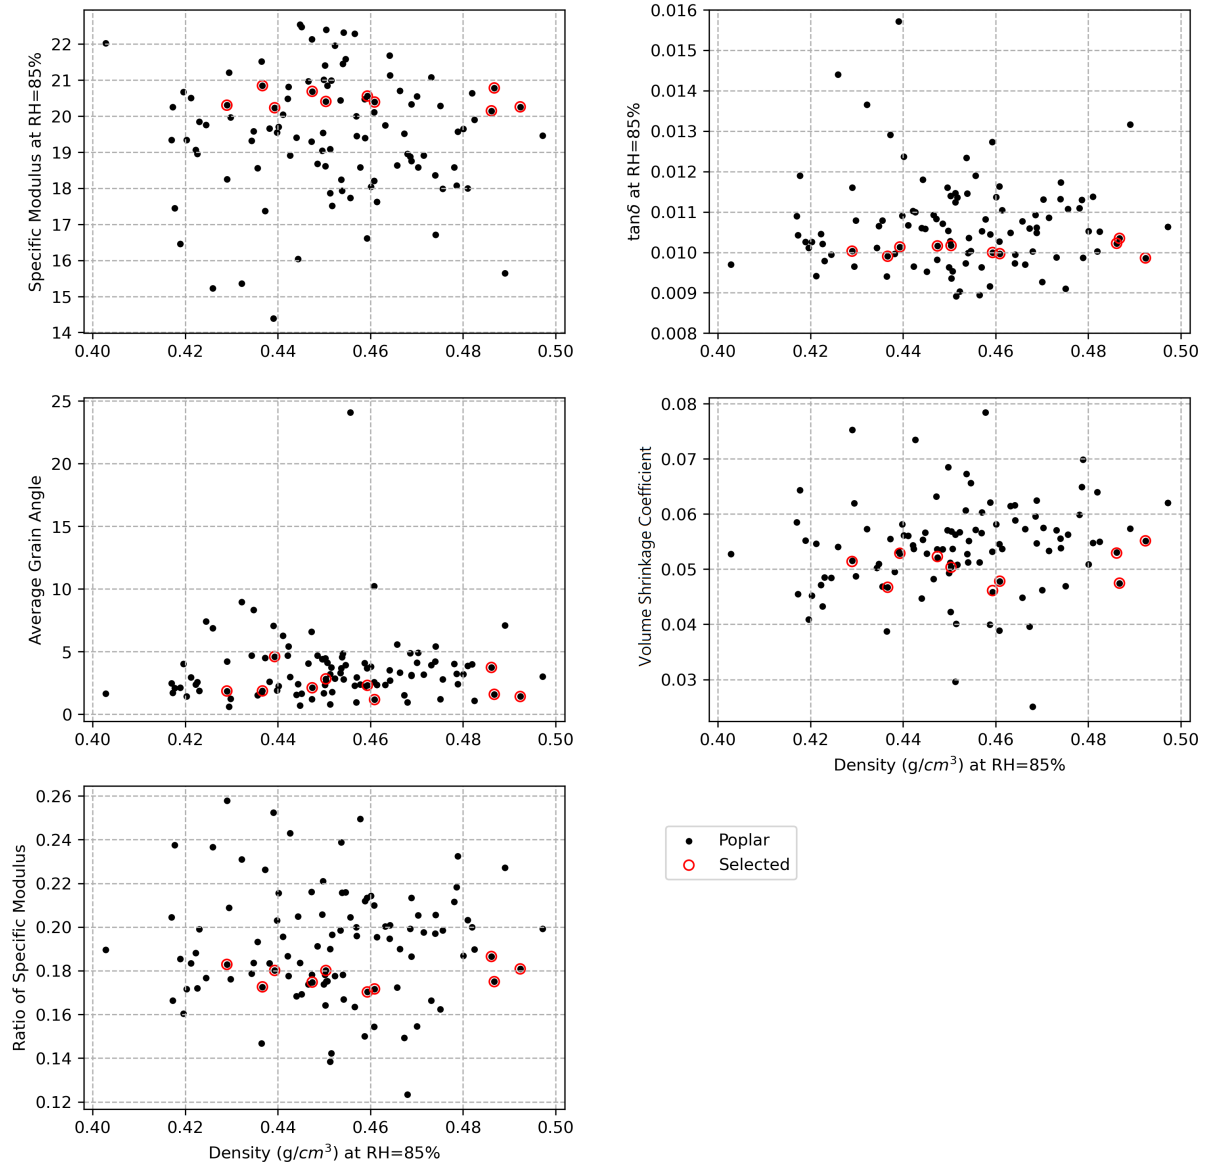 Specific Modulus at RH=85%
22
21
20
19
18
17
16
15
14
0.40 0.42 0.44 0.46 0.48 0.50
tanδ at RH=85%
0.016
0.015
0.014
0.013
0.012
0.011
0.010
0.009
0.008
0.40 0.42 0.44 0.46 0.48 0.50
Average Grain Angle
25
20
15
10
5
0
0.40 0.42 0.44 0.46 0.48 0.50
Volume Shrinkage Coefficient
0.08
0.07
0.06
0.05
0.04
0.03
0.40 0.42 0.44 0.46 0.48 0.50
Density (g/cm³) at RH=85%
Ratio of Specific Modulus
0.26
0.24
0.22
0.20
0.18
0.16
0.14
0.12
0.40 0.42 0.44 0.46 0.48 0.50
Density (g/cm³) at RH=85%
Poplar
Selected